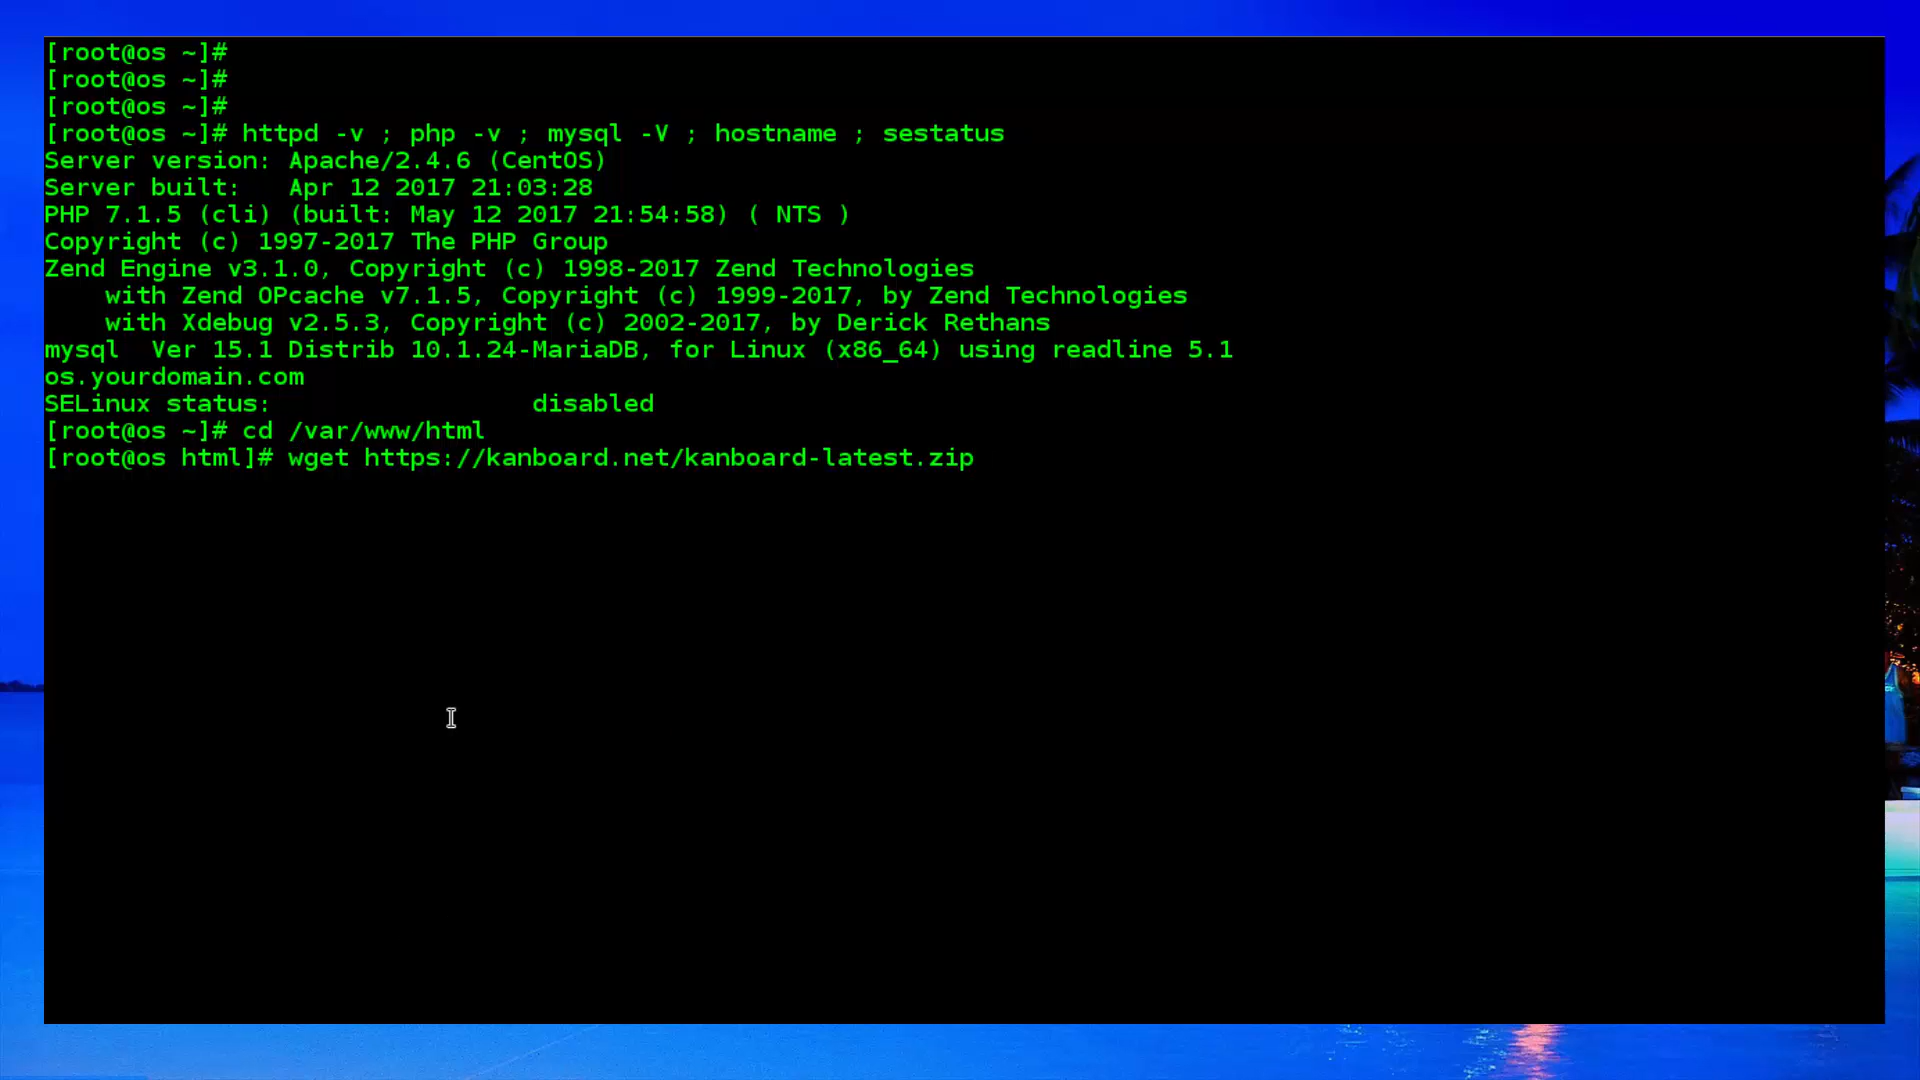 [root@os ~]#
[root@os ~]#
[root@os ~]#
[root@os ~]# httpd -v ; php -v ; mysql -V ; hostname ; sestatus
Server version: Apache/2.4.6 (CentOS)
Server built:   Apr 12 2017 21:03:28
PHP 7.1.5 (cli) (built: May 12 2017 21:54:58) ( NTS )
Copyright (c) 1997-2017 The PHP Group
Zend Engine v3.1.0, Copyright (c) 1998-2017 Zend Technologies
    with Zend OPcache v7.1.5, Copyright (c) 1999-2017, by Zend Technologies
    with Xdebug v2.5.3, Copyright (c) 2002-2017, by Derick Rethans
mysql  Ver 15.1 Distrib 10.1.24-MariaDB, for Linux (x86_64) using readline 5.1
os.yourdomain.com
SELinux status:                 disabled
[root@os ~]# cd /var/www/html
[root@os html]# wget https://kanboard.net/kanboard-latest.zip